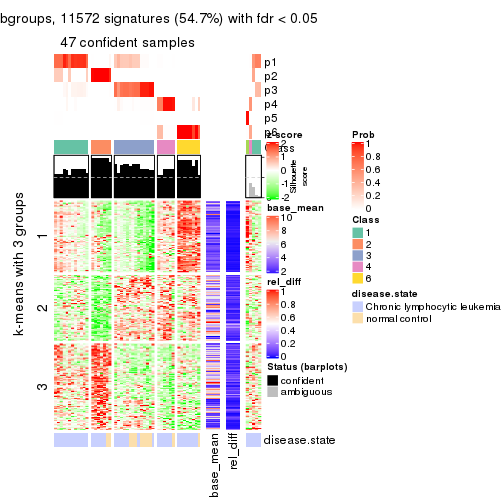 bgroups, 11572 signatures (54.7%) with fdr < 0.05
47 confident samples
p1
p2
p3
p4
p5
p6
Class
z-score
2
1
0
-1
-2
Silhouette
score
base_mean
10
8
6
4
2
rel_diff
1
0.8
0.6
0.4
0.2
0
Status (barplots)
confident
ambiguous
Prob
1
0.8
0.6
0.4
0.2
0
Class
1
2
3
4
6
disease.state
Chronic lymphocytic leukemia
normal control
k-means with 3 groups
1
2
3
disease.state
base_mean
rel_diff